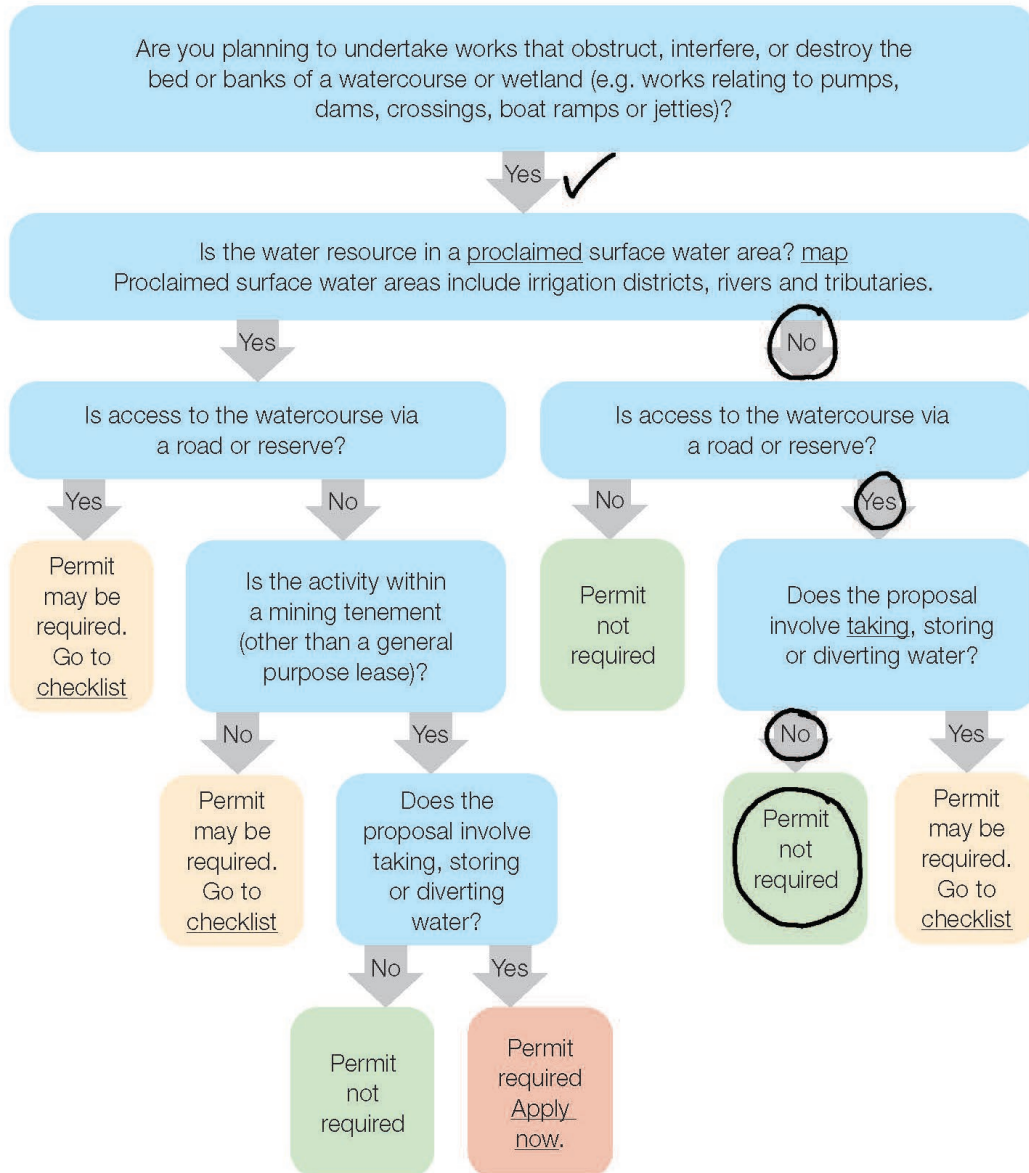 Are you planning to undertake works that obstruct, interfere, or destroy the
bed or banks of a watercourse or wetland (e.g. works relating to pumps,
dams, crossings, boat ramps or jetties)?
Yes
Is the water resource in a proclaimed surface water area? map
Proclaimed surface water areas include irrigation districts, rivers and tributaries.
Yes
No
Is access to the watercourse via
a road or reserve?
Is access to the watercourse via
a road or reserve?
Yes
No
No
Yes
Permit
may be
required.
Go to
checklist
Is the activity within
a mining tenement
(other than a general
purpose lease)?
Permit
not
required
Does the proposal
involve taking, storing
or diverting water?
No
Yes
No
Yes
Permit
may be
required.
Go to
checklist
Does the
proposal involve
taking, storing
or diverting
water?
Permit
not
required
Permit
may be
required.
Go to
checklist
No
Yes
Permit
not
required
Permit
required
Apply
now.